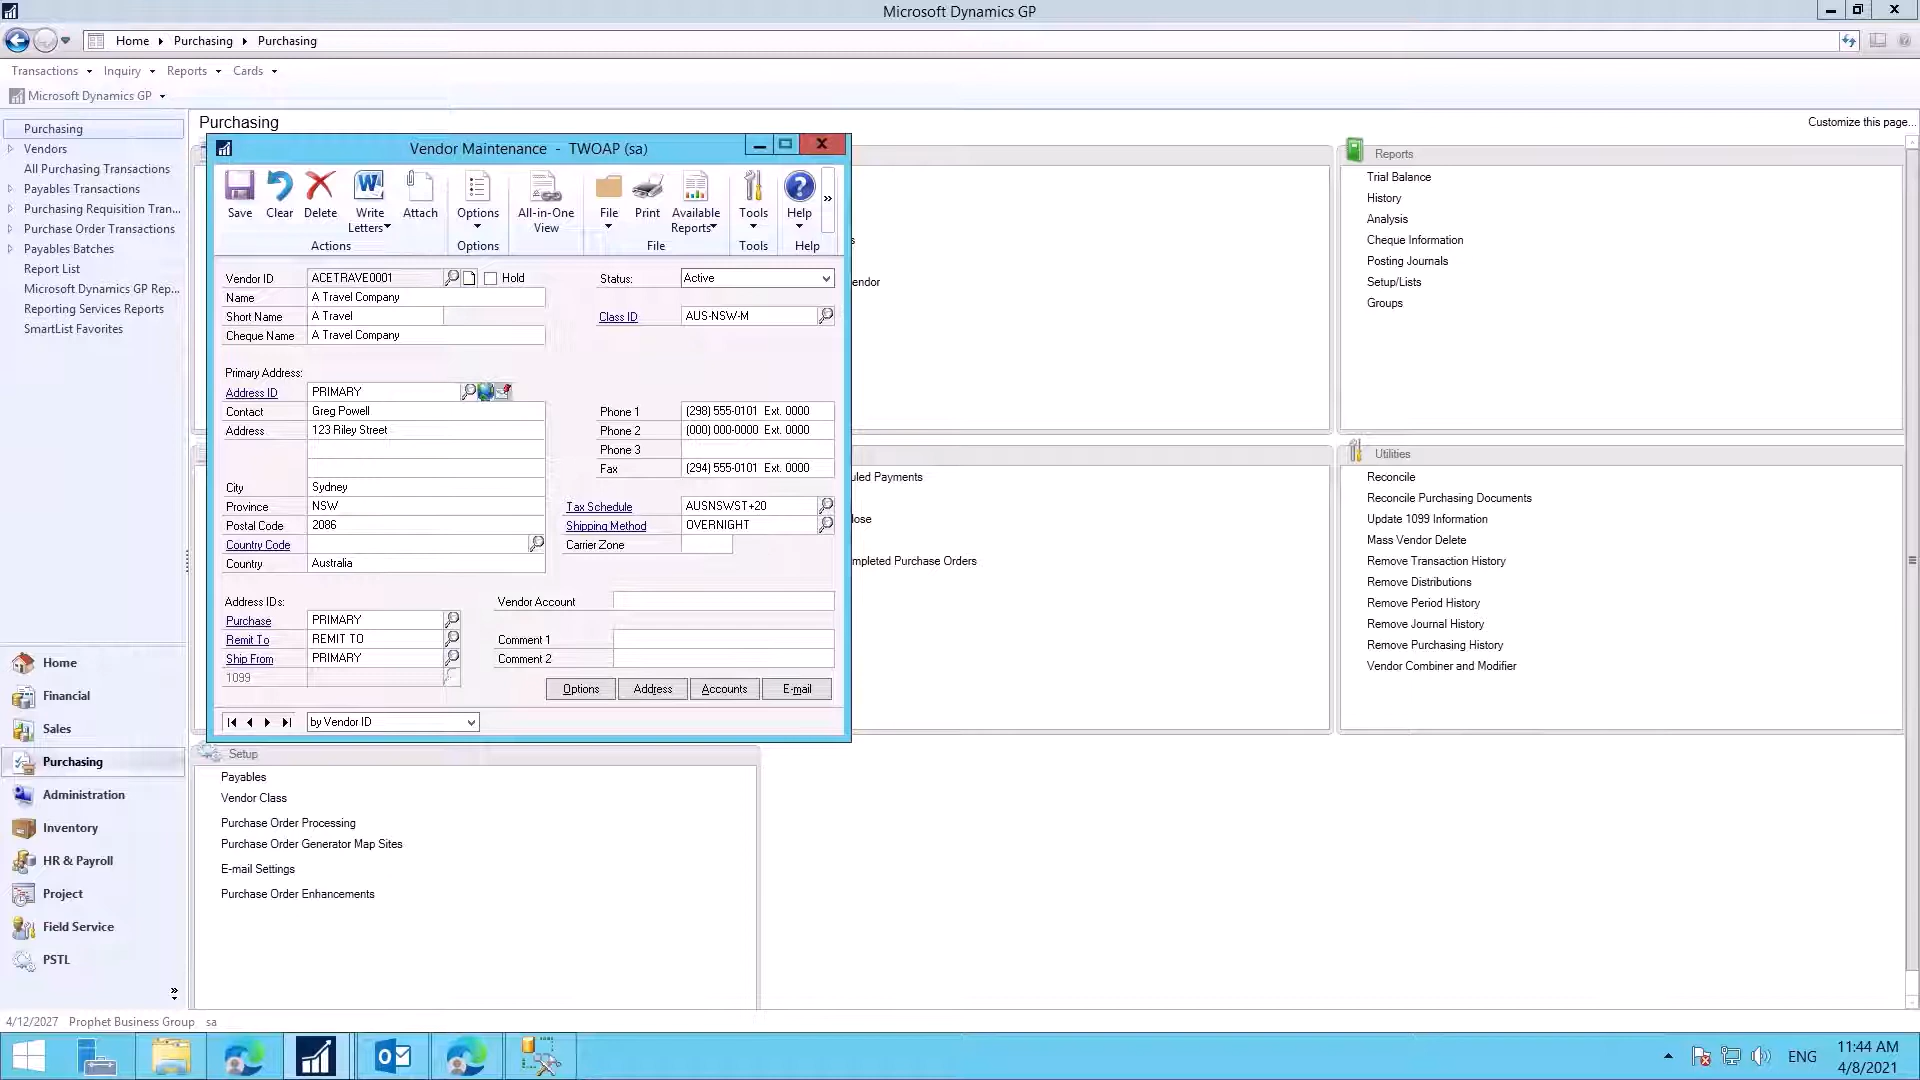 Microsoft Dynamics GP
Home Purchasing Purchasing
Transactions Inquiry Reports Cards
Microsoft Dynamics GP
Purchasing
Vendors
All Purchasing Transactions
Payables Transactions
Purchasing Requisition Tran...
Purchase Order Transactions
Payables Batches
Report List
Microsoft Dynamics GP Rep...
Reporting Services Reports
SmartList Favorites
Home
Financial
Sales
Purchasing
Administration
Inventory
HR & Payroll
Project
Field Service
PSTL
Purchasing
Customize this page...
Vendor Maintenance - TWOAP (sa)
Save Clear Delete Write Letters Attach Options All-in-One View File Print Available Reports Tools Help
Actions Options File Tools Help
Vendor ID ACETRAVE0001 Hold Status: Active
Name A Travel Company
Short Name A Travel Class ID AUS-NSW-M
Cheque Name A Travel Company
Primary Address:
Address ID PRIMARY
Contact Greg Powell Phone 1 (298) 555-0101 Ext. 0000
Address 123 Riley Street Phone 2 (000) 000-0000 Ext. 0000
Phone 3
Fax (294) 555-0101 Ext. 0000
City Sydney
Province NSW Tax Schedule AUSNSWST+20
Postal Code 2086 Shipping Method OVERNIGHT
Country Code Carrier Zone
Country Australia
Address IDs: Vendor Account
Purchase PRIMARY
Remit To REMIT TO Comment 1
Ship From PRIMARY Comment 2
1099
Options Address Accounts E-mail
by Vendor ID
endor
uled Payments
ose
mpleted Purchase Orders
Reports
Trial Balance
History
Analysis
Cheque Information
Posting Journals
Setup/Lists
Groups
Utilities
Reconcile
Reconcile Purchasing Documents
Update 1099 Information
Mass Vendor Delete
Remove Transaction History
Remove Distributions
Remove Period History
Remove Journal History
Remove Purchasing History
Vendor Combiner and Modifier
Setup
Payables
Vendor Class
Purchase Order Processing
Purchase Order Generator Map Sites
E-mail Settings
Purchase Order Enhancements
4/12/2027 Prophet Business Group sa
ENG
11:44 AM
4/8/2021